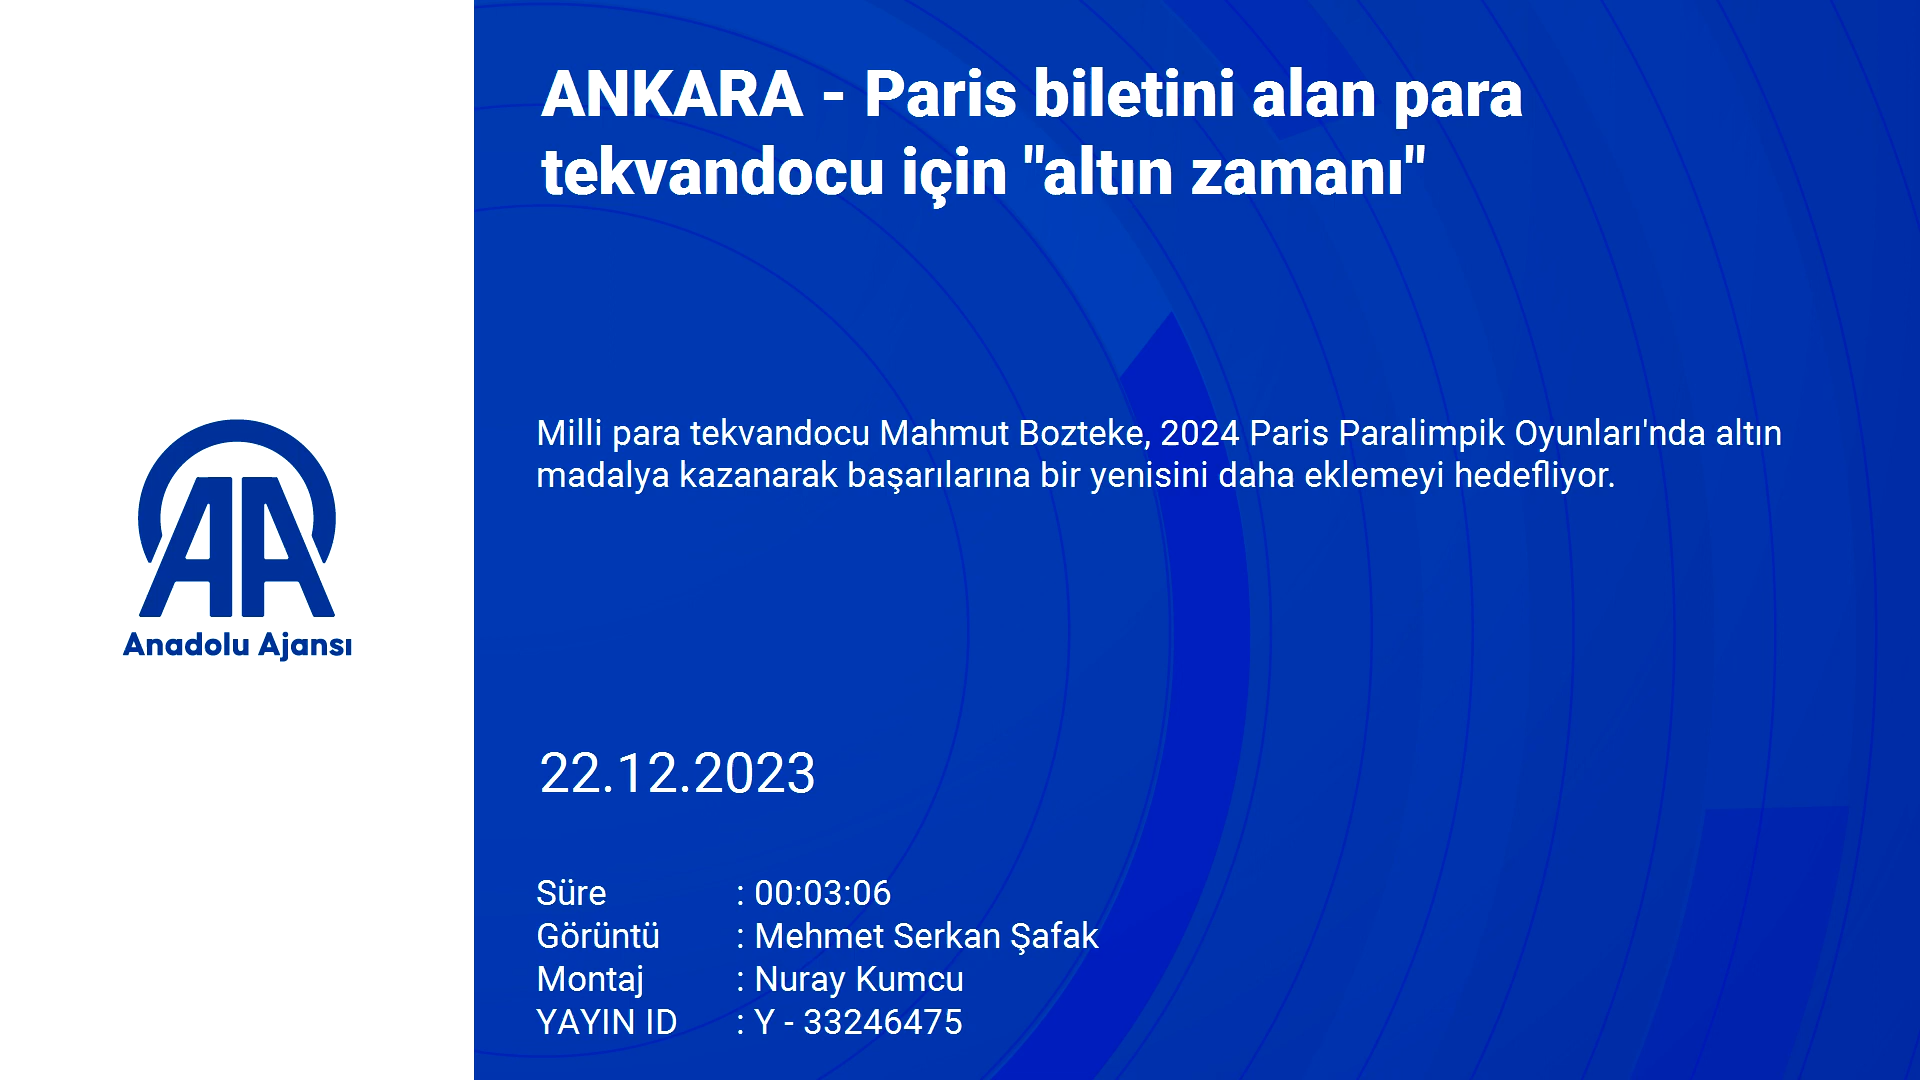 ANKARA - Paris biletini alan para
tekvandocu için "altın zamanı"
Milli para tekvandocu Mahmut Bozteke, 2024 Paris Paralimpik Oyunları'nda altın
madalya kazanarak başarılarına bir yenisini daha eklemeyi hedefliyor.
AA
Anadolu Ajansı
22.12.2023
Süre : 00:03:06
Görüntü : Mehmet Serkan Şafak
Montaj : Nuray Kumcu
YAYIN ID : Y - 33246475